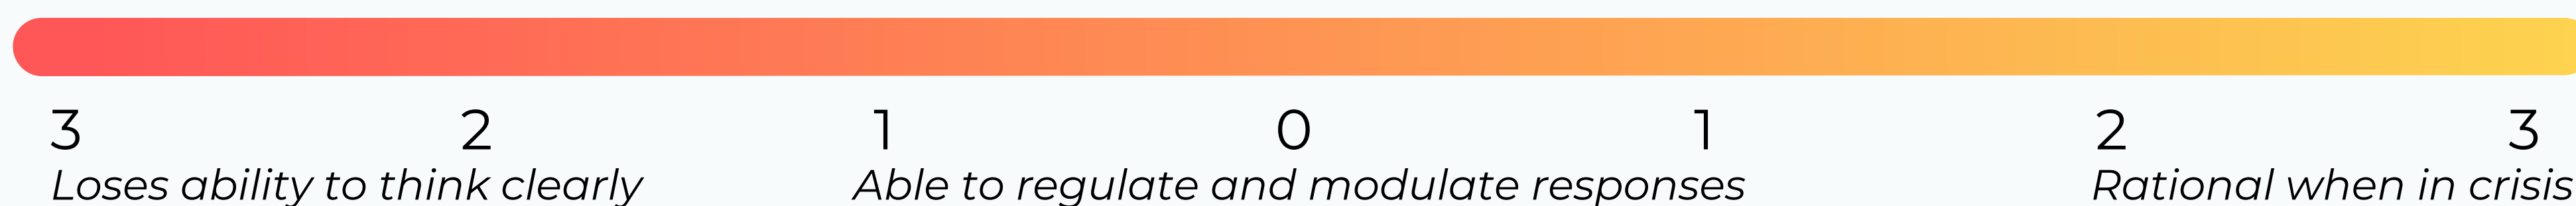 3 2 1 0 1 2 3
Loses ability to think clearly Able to regulate and modulate responses Rational when in crisis